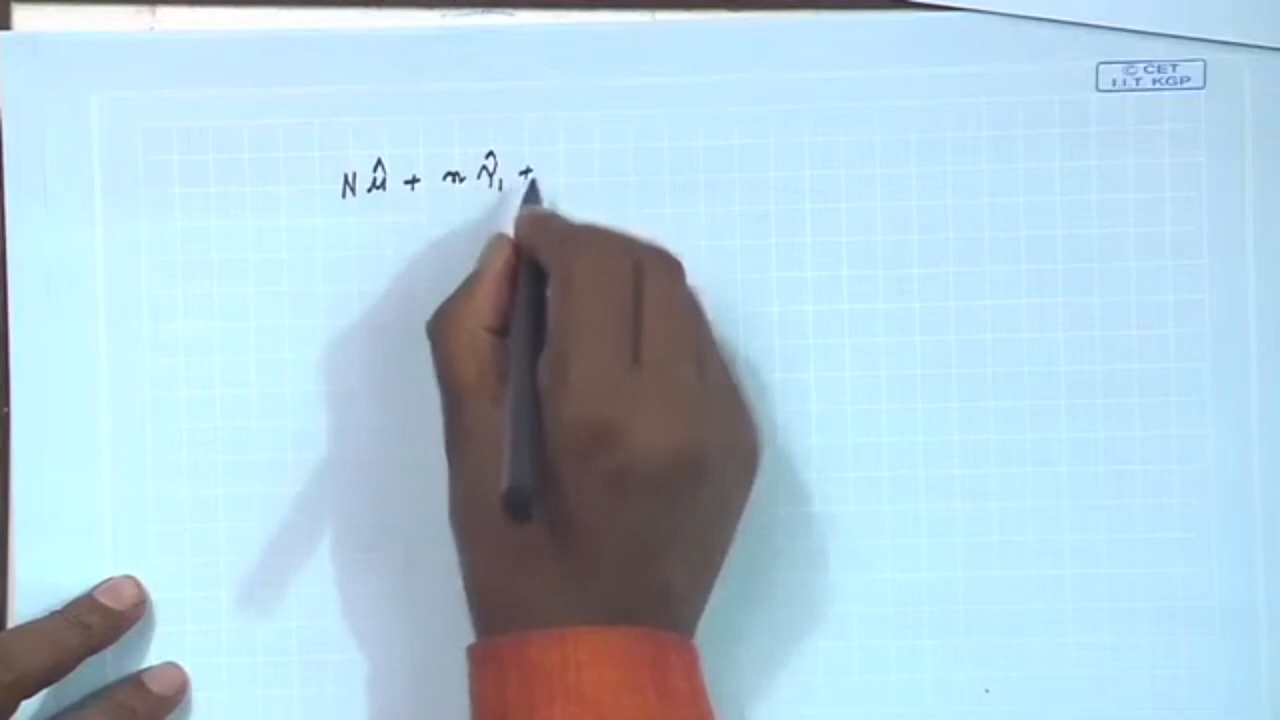 © CET
I.I.T. KGP
N μ̂ + n τ̂₁ +